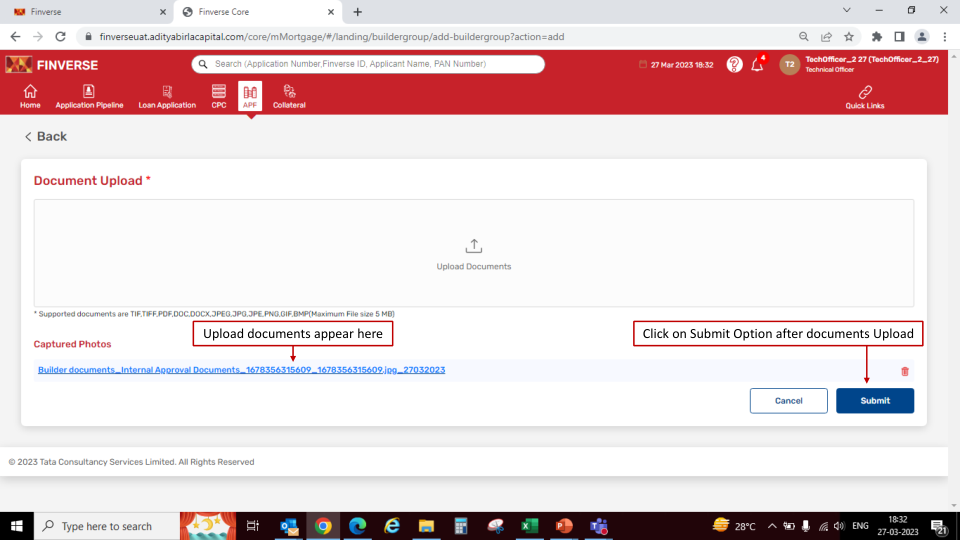 Finverse
Finverse Core
finverseuat.adityabirlacapital.com/core/mMortgage/#/landing/buildergroup/add-buildergroup?action=add
FINVERSE
Search (Application Number,Finverse ID, Applicant Name, PAN Number)
27 Mar 2023 18:32
4
T2
TechOfficer_2 27 (TechOfficer_2_27)
Technical Officer
Home
Application Pipeline
Loan Application
CPC
APF
Collateral
Quick Links
< Back
Document Upload *
Upload Documents
* Supported documents are TIF,TIFF,PDF,DOC,DOCX,JPEG,JPG,JPE,PNG,GIF,BMP(Maximum File size 5 MB)
Upload documents appear here
Click on Submit Option after documents Upload
Captured Photos
Builder documents_Internal Approval Documents_1678356315609_1678356315609.jpg_27032023
Cancel
Submit
© 2023 Tata Consultancy Services Limited. All Rights Reserved
Type here to search
28°C
ENG
18:32
27-03-2023
21